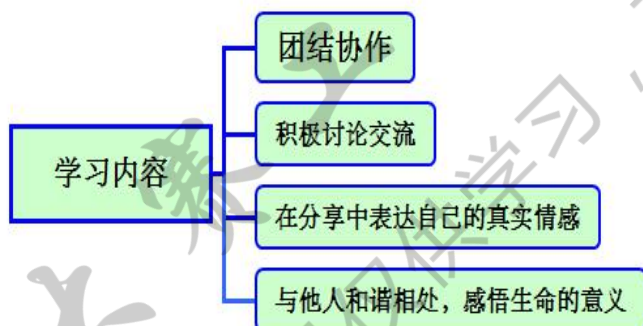 团结协作
积极讨论交流
学习内容
在分享中表达自己的真实情感
与他人和谐相处，感悟生命的意义